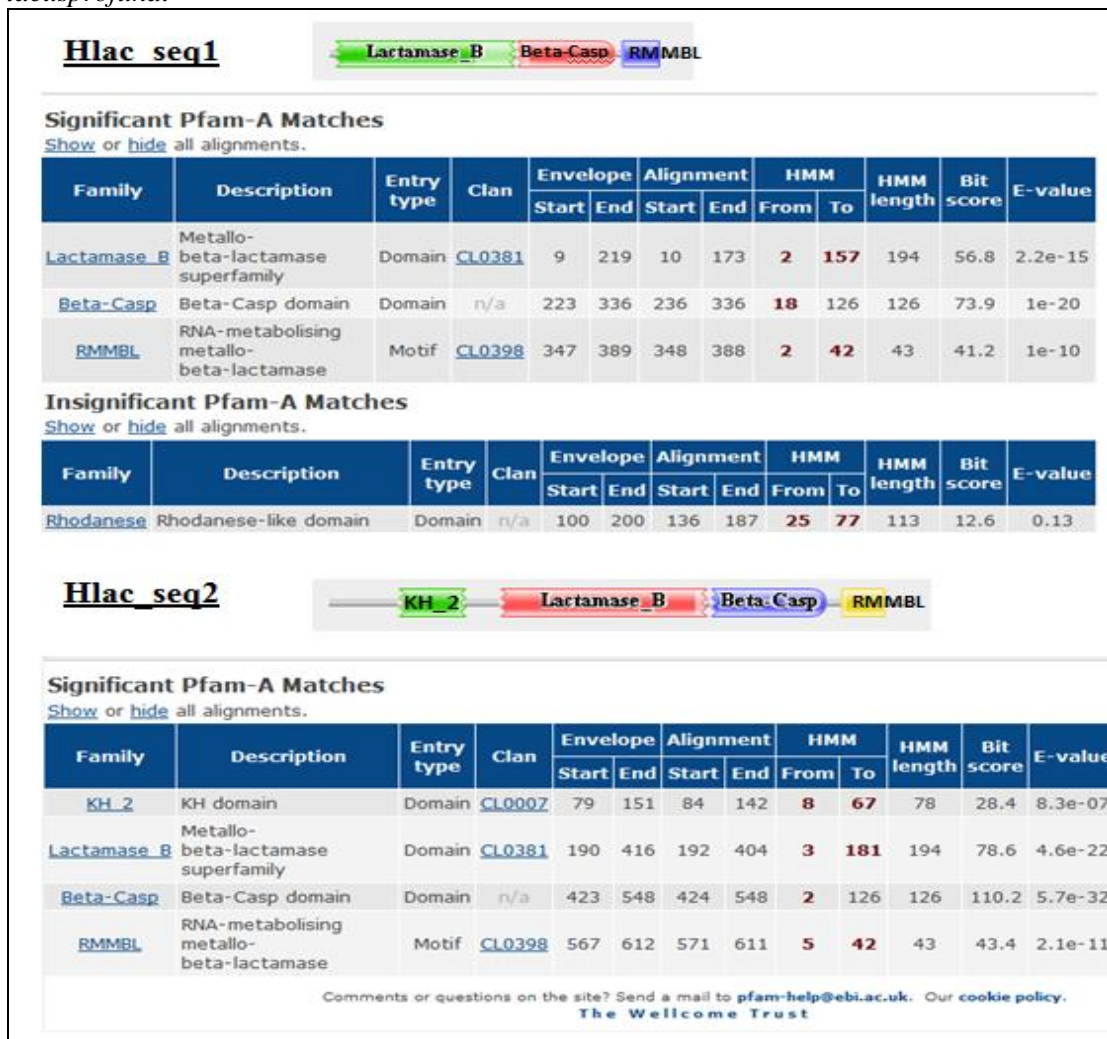 Hlac_seq1
Lactamase_B Beta-Casp RMMBL
Significant Pfam-A Matches
Show or hide all alignments.
Family Description Entry type Clan Envelope Alignment HMM HMM length Bit score E-value
Start End Start End From To
Lactamase_B Metallo-beta-lactamase superfamily Domain CL0381 9 219 10 173 2 157 194 56.8 2.2e-15
Beta-Casp Beta-Casp domain Domain n/a 223 336 236 336 18 126 126 73.9 1e-20
RMMBL RNA-metabolising metallo-beta-lactamase Motif CL0398 347 389 348 388 2 42 43 41.2 1e-10
Insignificant Pfam-A Matches
Show or hide all alignments.
Family Description Entry type Clan Envelope Alignment HMM HMM length Bit score E-value
Start End Start End From To
Rhodanese Rhodanese-like domain Domain n/a 100 200 136 187 25 77 113 12.6 0.13
Hlac_seq2
KH_2 Lactamase_B Beta-Casp RMMBL
Significant Pfam-A Matches
Show or hide all alignments.
Family Description Entry type Clan Envelope Alignment HMM HMM length Bit score E-value
Start End Start End From To
KH_2 KH domain Domain CL0007 79 151 84 142 8 67 78 28.4 8.3e-07
Lactamase_B Metallo-beta-lactamase superfamily Domain CL0381 190 416 192 404 3 181 194 78.6 4.6e-22
Beta-Casp Beta-Casp domain Domain n/a 423 548 424 548 2 126 126 110.2 5.7e-32
RMMBL RNA-metabolising metallo-beta-lactamase Motif CL0398 567 612 571 611 5 42 43 43.4 2.1e-11
Comments or questions on the site? Send a mail to pfam-help@ebi.ac.uk. Our cookie policy.
The Wellcome Trust